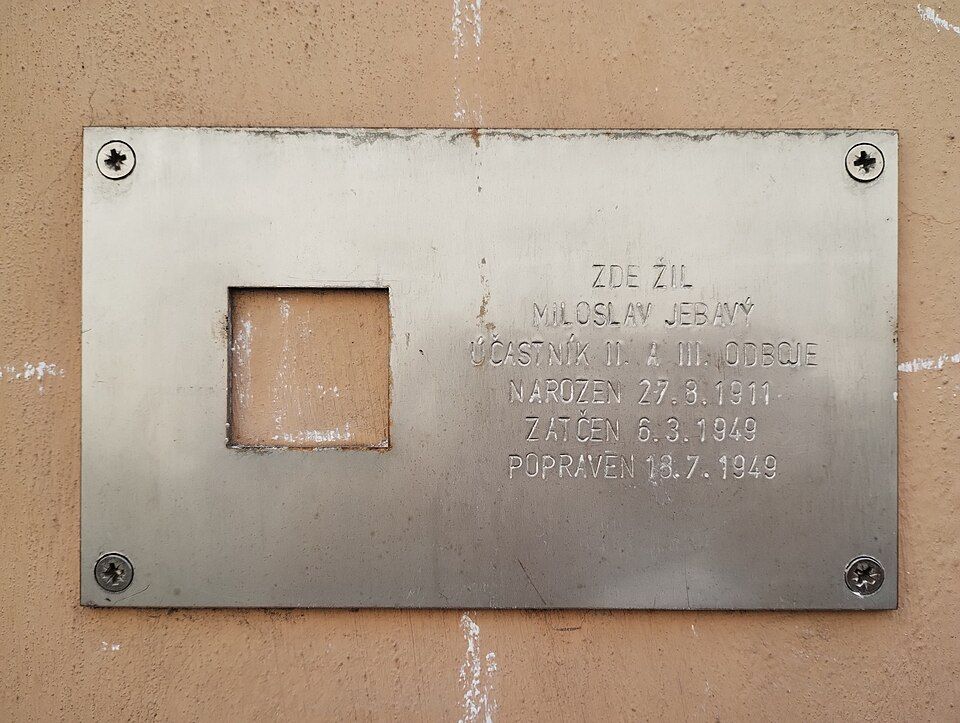 ZDE ŽIL
MILOSLAV JEBAVÝ
ÚČASTNÍK II. A III. ODBOJE
NAROZEN 27.8.1911
ZATČEN 6.3.1949
POPRAVEN 18.7.1949